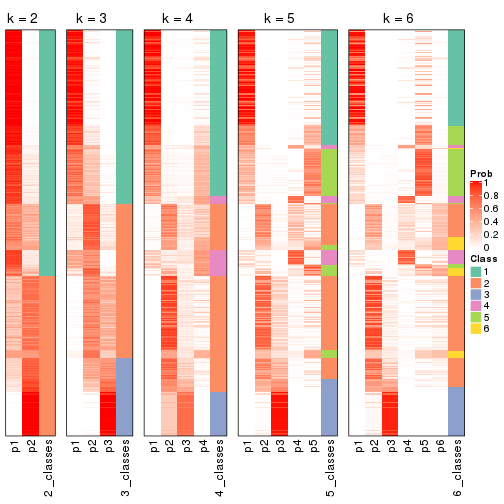 k = 2
k = 3
k = 4
k = 5
k = 6
p1
p2
2_classes
p1
p2
p3
3_classes
p1
p2
p3
p4
4_classes
p1
p2
p3
p4
p5
5_classes
p1
p2
p3
p4
p5
p6
6_classes
Prob
1
0.8
0.6
0.4
0.2
0
Class
1
2
3
4
5
6